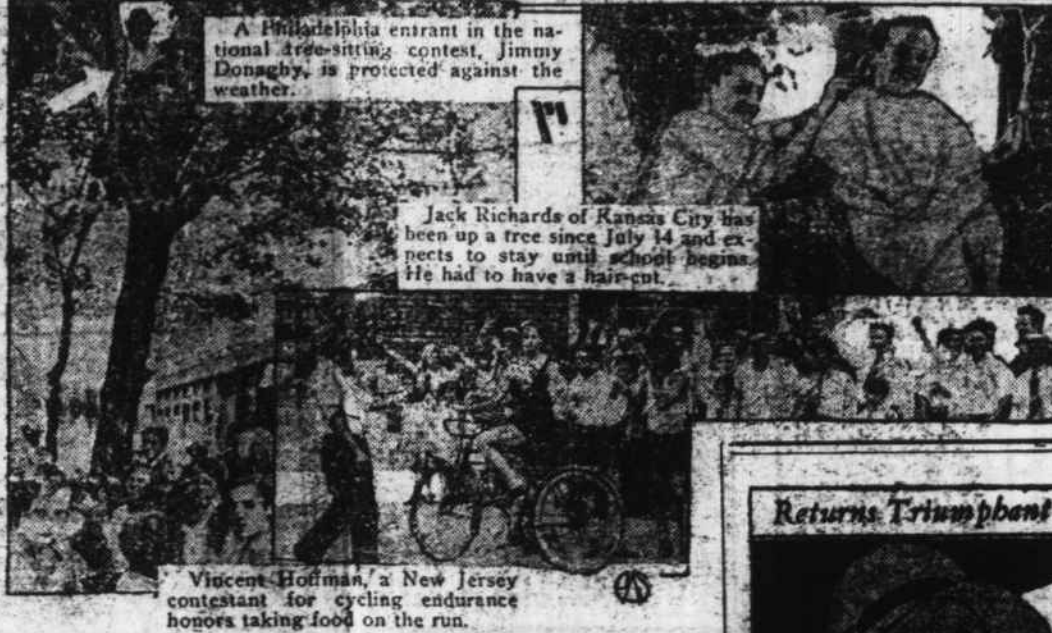 A Philadelphia entrant in the na-
tional tree-sitting contest, Jimmy
Donaghy, is protected against the
weather.
Jack Richards of Kansas City has
been up a tree since July 14 and ex-
pects to stay until school begins.
He had to have a hair-cut.
Returns Triumphant
Vincent Hoffman, a New Jersey
contestant for cycling endurance
honors taking food on the run.